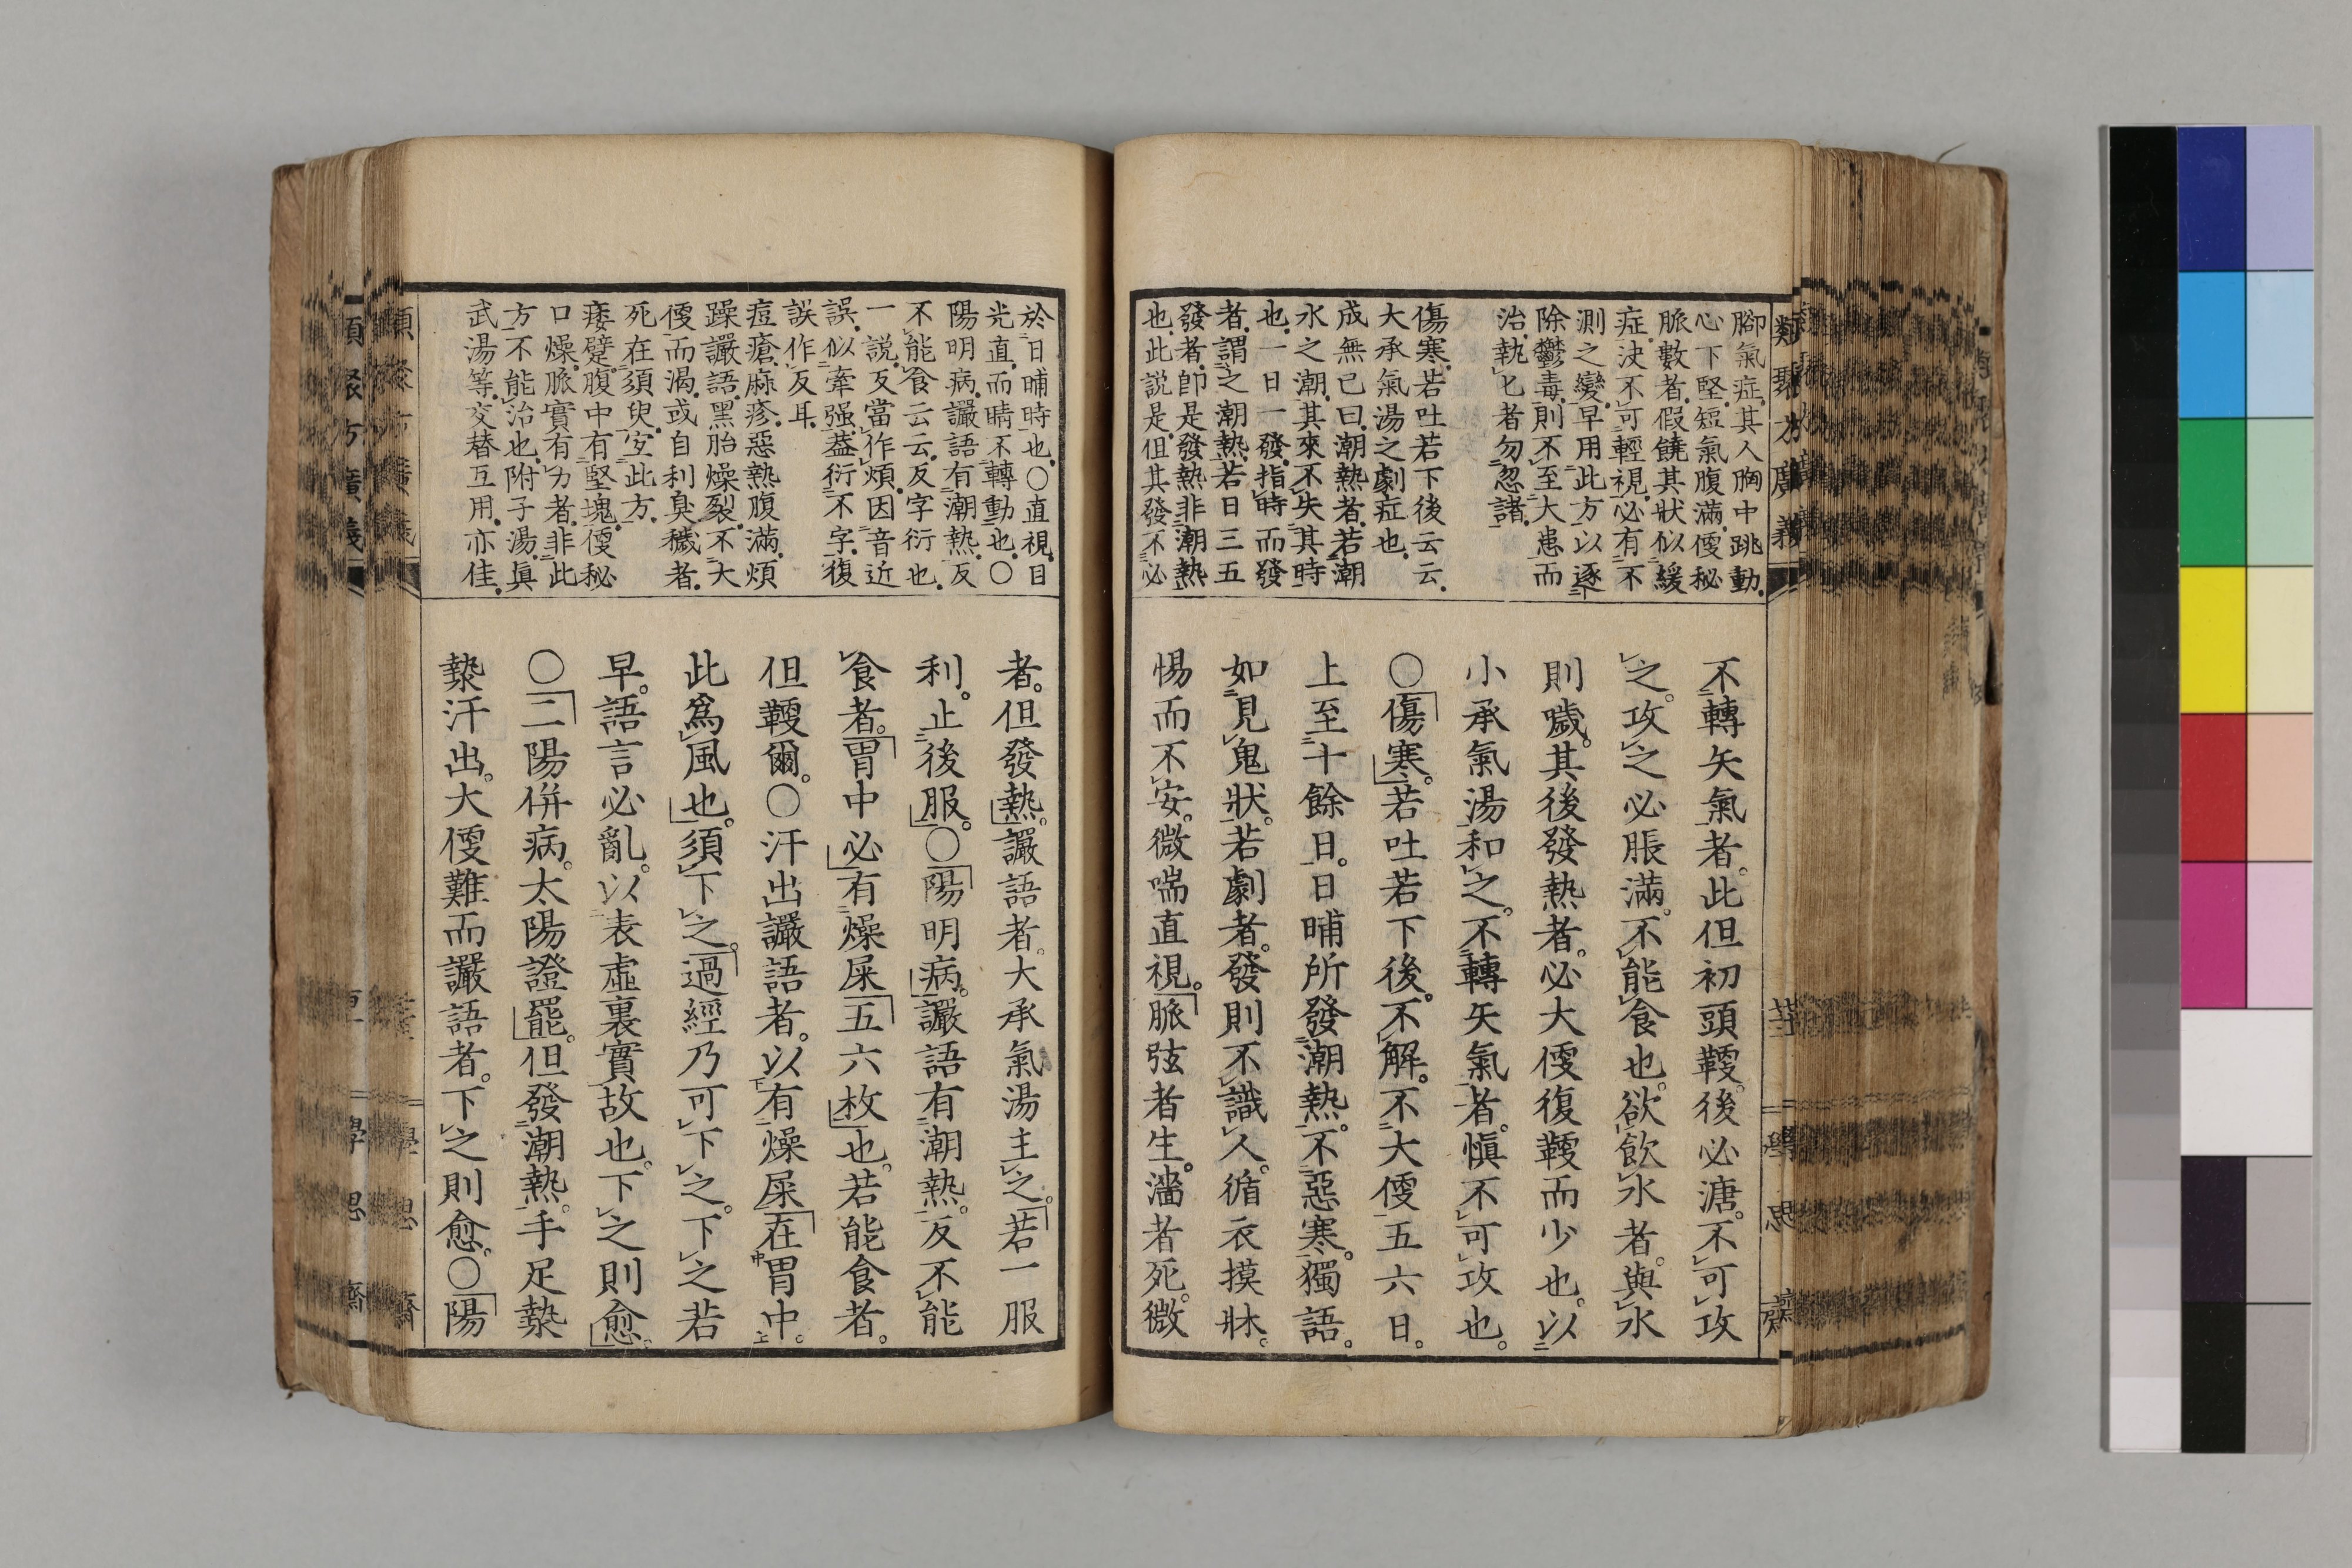 類聚方廣義
脚氣症其人胸中跳動
心下堅短氣腹滿便秘
脈數者假饒其狀似緩
症決不可輕視必有不
測之變早用此方以逐
除鬱毒則不至大患而
治執匕者勿忽諸
傷寒若吐若下後云云
大承氣湯之劇症也
成無已曰潮熱者若潮
水之潮其來不失其時
也一日一發指時而發
者謂之潮熱若日三五
發者卽是發熱非潮熱
也此説是但其發不必
不轉矢氣者此但初頭鞕後必溏不可攻
之攻之必脹滿不能食也欲飲水者與水
則噦其後發熱者必大便復鞕而少也以
小承氣湯和之不轉矢氣者愼不可攻也
○傷寒若吐若下後不解不大便五六日
上至十餘日日晡所發潮熱不惡寒獨語
如見鬼狀若劇者發則不識人循衣摸牀
惕而不安微喘直視脈弦者生濇者死微
學思齋
於日晡時也○直視目
光直而睛不轉動也○
陽明病讝語有潮熱反
不能食云云反字衍也
一説反當作煩因音近
誤似牽强葢衍不字復
誤作反耳
痘瘡麻疹惡熱腹滿煩
躁讝語黑胎燥裂不大
便而渴或自利臭穢者
死在須臾宜此方
痿躄腹中有堅塊便秘
口燥脈實有力者非此
方不能治也附子湯眞
武湯等交替互用亦佳
者但發熱讝語者大承氣湯主之若一服
利止後服○陽明病讝語有潮熱反不能
食者胃中必有燥屎五六枚也若能食者
但鞕爾○汗出讝語者以有燥屎在胃中
此爲風也須下之過經乃可下之下之若
早語言必亂以表虛裏實故也下之則愈
○二陽併病太陽證罷但發潮熱手足漐
漐汗出大便難而讝語者下之則愈○陽